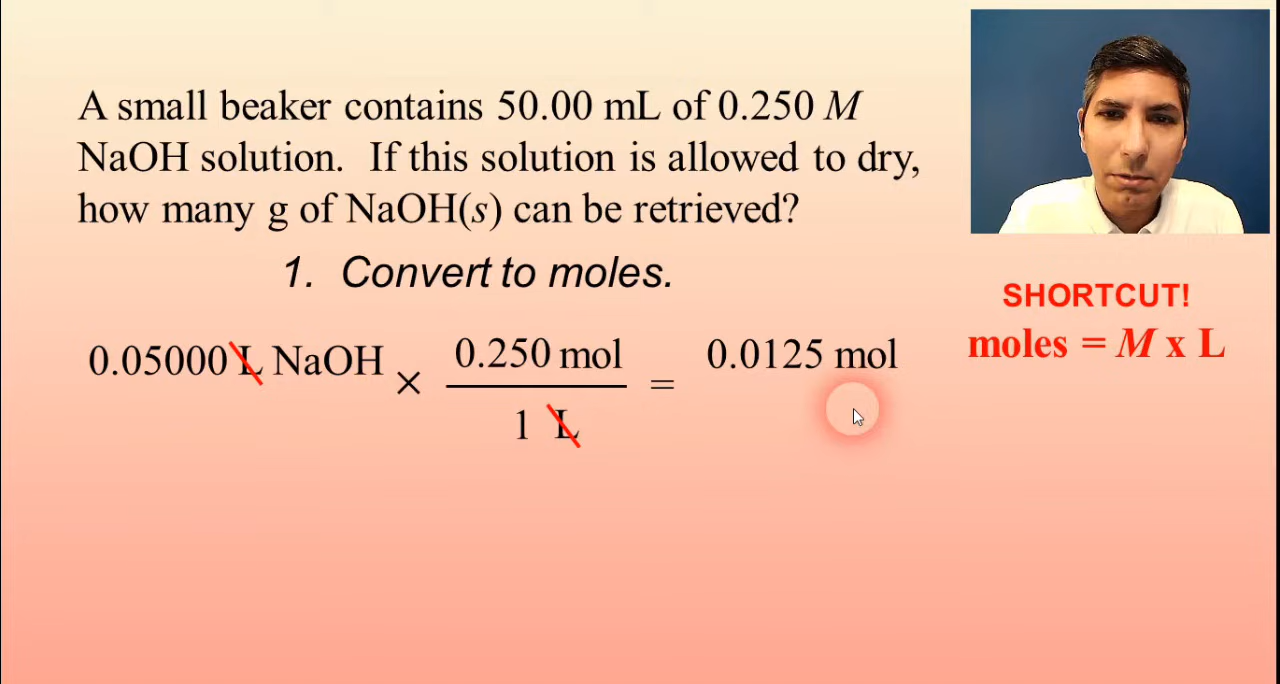 A small beaker contains 50.00 mL of 0.250 M
NaOH solution. If this solution is allowed to dry,
how many g of NaOH(s) can be retrieved?
1. Convert to moles.
SHORTCUT!
moles = M x L
0.05000 L NaOH × 0.250 mol = 0.0125 mol
1 L